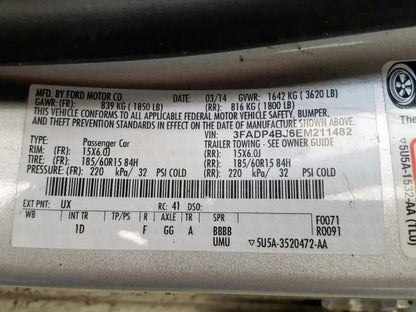 MFD. BY FORD MOTOR CO.
DATE: 03/14 GVWR: 1642 KG ( 3620 LB)
GAWR: (FR): 839 KG ( 1850 LB) (RR): 816 KG ( 1800 LB)
THIS VEHICLE CONFORMS TO ALL APPLICABLE FEDERAL MOTOR VEHICLE SAFETY, BUMPER,
AND THEFT PREVENTION STANDARDS IN EFFECT ON THE DATE OF MANUFACTURE SHOWN ABOVE.
VIN: 3FADP4BJ6EM211482
TYPE: Passenger Car TRAILER TOWING - SEE OWNER GUIDE
RIM: (FR): 15X6.0J (RR): 15X6.0J
TIRE: (FR): 185/60R15 84H (RR): 185/60R15 84H
PRESSURE: (FR): 220 kPa/ 32 PSI COLD (RR): 220 kPa/ 32 PSI COLD
EXT PNT: UX RC: 41 DSO: F0071
WB INT TR TP/PS R AXLE TR SPR R0091
1D F GG A BBBB
UMU 5U5A-3520472-AA